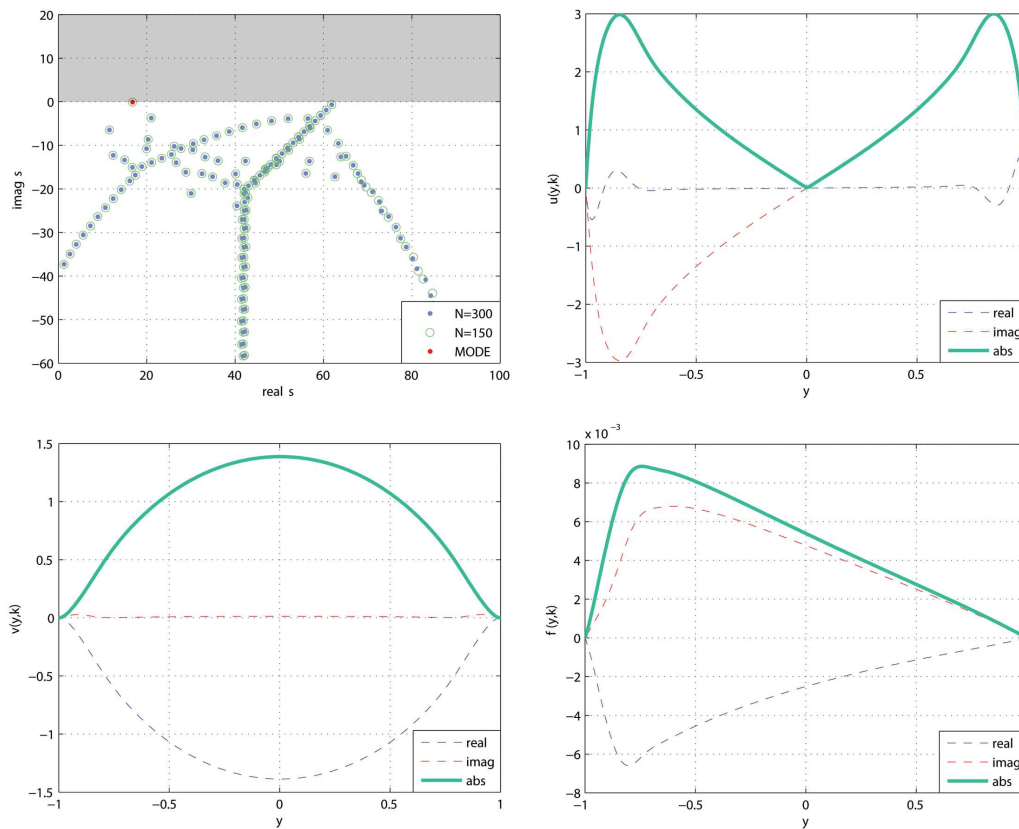 20
10
0
−10
−20
−30
−40
−50
−60
imag s
0
20
40
60
80
100
real s
N=300
N=150
MODE
3
2
1
0
−1
−2
−3
u(y,k)
−1
−0.5
0
0.5
y
real
imag
abs
1.5
1
0.5
0
−0.5
−1
−1.5
v(y,k)
−1
−0.5
0
0.5
1
y
real
imag
abs
x 10⁻³
10
8
6
4
2
0
−2
−4
−6
−8
f (y,k)
−1
−0.5
0
0.5
y
real
imag
abs